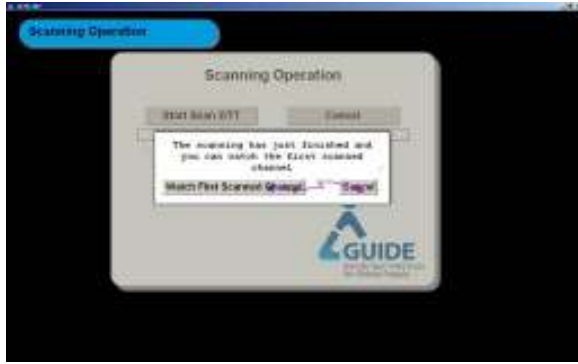 Scanning Operation
Scanning Operation
Start Scan DTT
Cancel
The scanning has just finished and
you can watch the first scanned
channel
Watch First Scanned Channel
Cancel
GUIDE